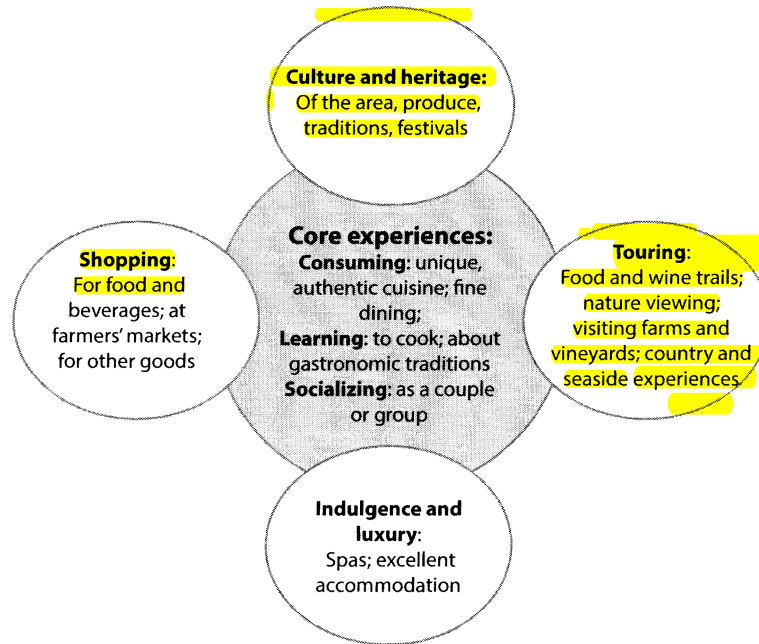 Culture and heritage:
Of the area, produce,
traditions, festivals
Shopping:
For food and
beverages; at
farmers' markets;
for other goods
Core experiences:
Consuming: unique,
authentic cuisine; fine
dining;
Learning: to cook; about
gastronomic traditions
Socializing: as a couple
or group
Touring:
Food and wine trails;
nature viewing;
visiting farms and
vineyards; country and
seaside experiences
Indulgence and
luxury:
Spas; excellent
accommodation